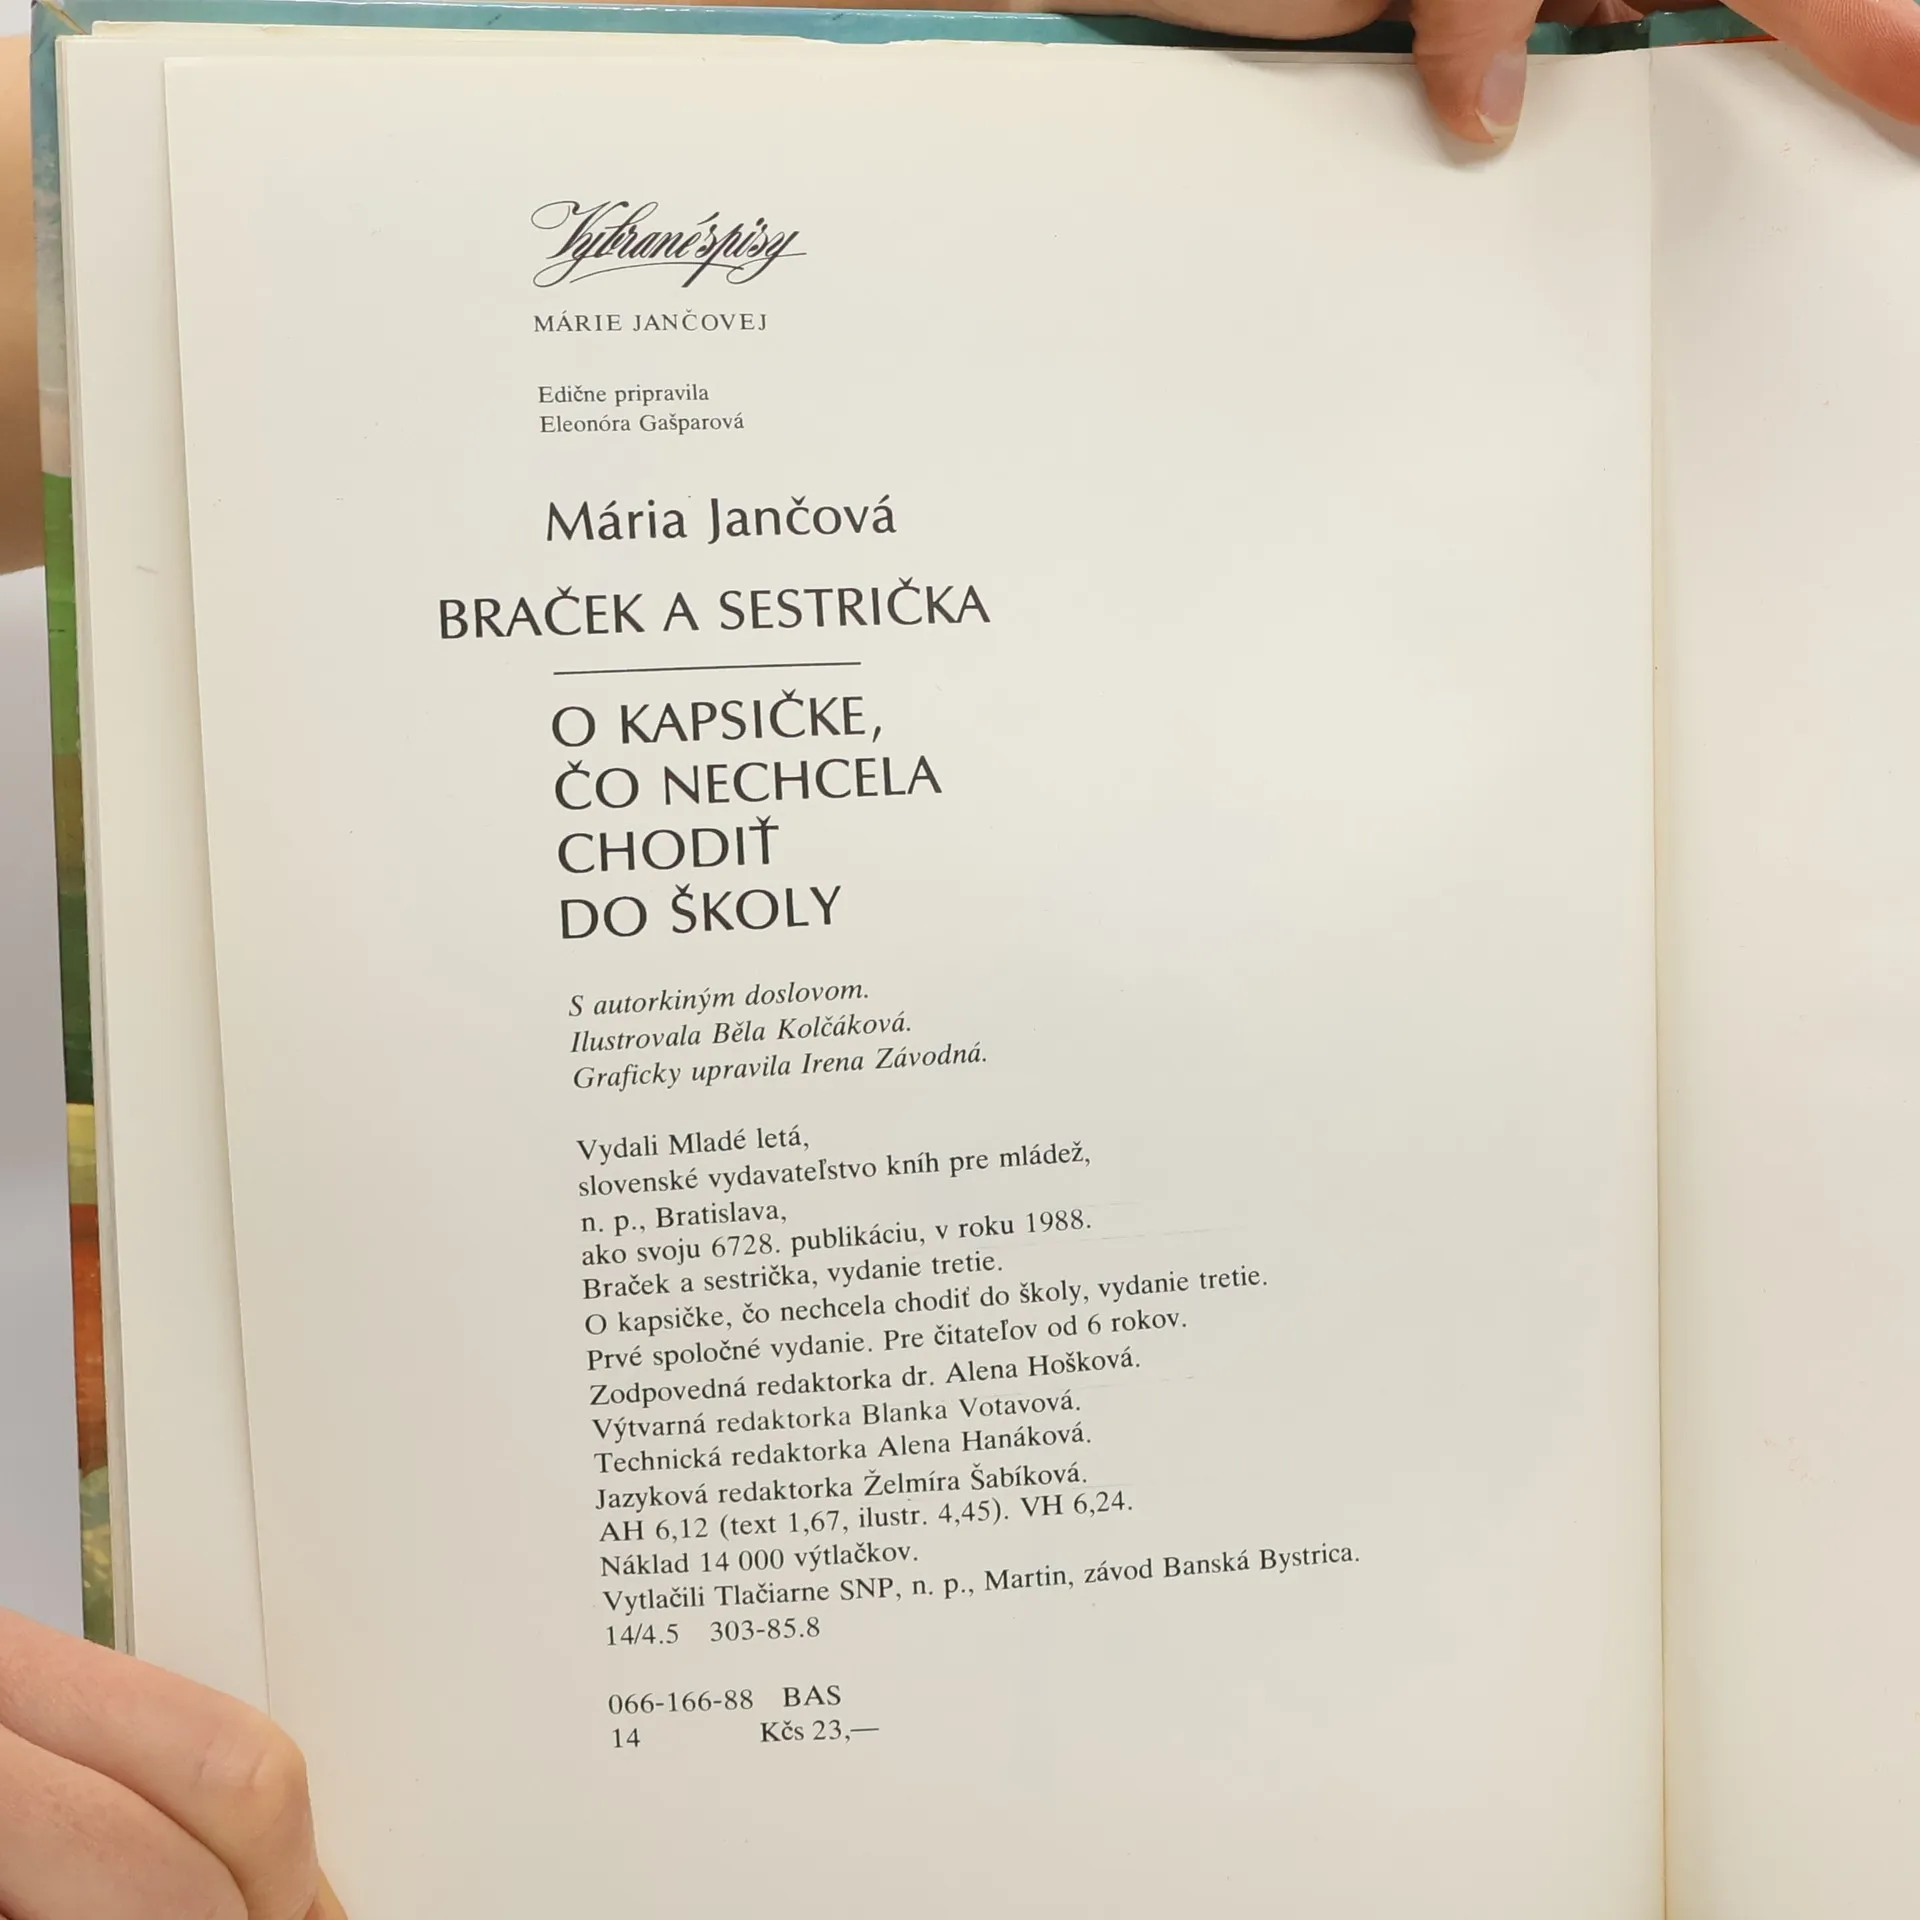 Vybrané spisy
MÁRIE JANČOVEJ
Edične pripravila
Eleonóra Gašparová
Mária Jančová
BRAČEK A SESTRIČKA
O KAPSIČKE,
ČO NECHCELA
CHODIŤ
DO ŠKOLY
S autorkiným doslovom.
Ilustrovala Běla Kolčáková.
Graficky upravila Irena Závodná.
Vydali Mladé letá,
slovenské vydavateľstvo kníh pre mládež,
n. p., Bratislava,
ako svoju 6728. publikáciu, v roku 1988.
Braček a sestrička, vydanie tretie.
O kapsičke, čo nechcela chodiť do školy, vydanie tretie.
Prvé spoločné vydanie. Pre čitateľov od 6 rokov.
Zodpovedná redaktorka dr. Alena Hošková.
Výtvarná redaktorka Blanka Votavová.
Technická redaktorka Alena Hanáková.
Jazyková redaktorka Želmíra Šabíková.
AH 6,12 (text 1,67, ilustr. 4,45). VH 6,24.
Náklad 14 000 výtlačkov.
Vytlačili Tlačiarne SNP, n. p., Martin, závod Banská Bystrica.
14/4.5 303-85.8
066-166-88 BAS
14 Kčs 23,—